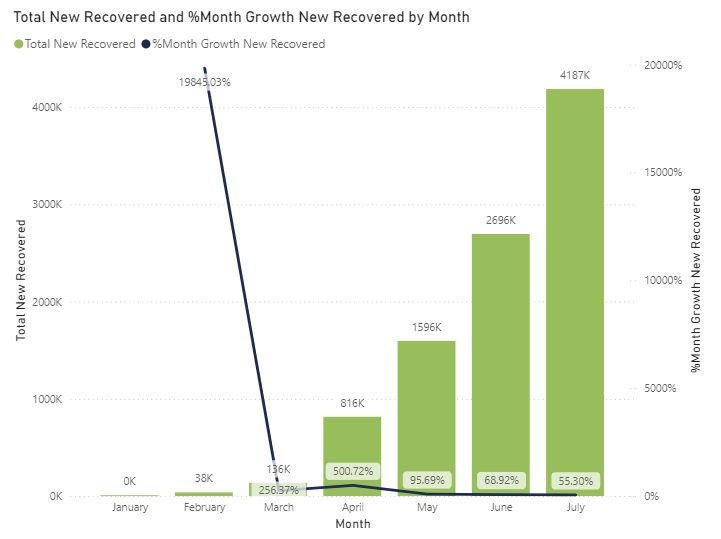 Total New Recovered and %Month Growth New Recovered by Month
Total New Recovered %Month Growth New Recovered
4000K
3000K
2000K
1000K
0K
Total New Recovered
0K
38K
136K
816K
1596K
2696K
4187K
19845.03%
256.37%
500.72%
95.69%
68.92%
55.30%
20000%
15000%
10000%
5000%
0%
%Month Growth New Recovered
January February March April May June July
Month